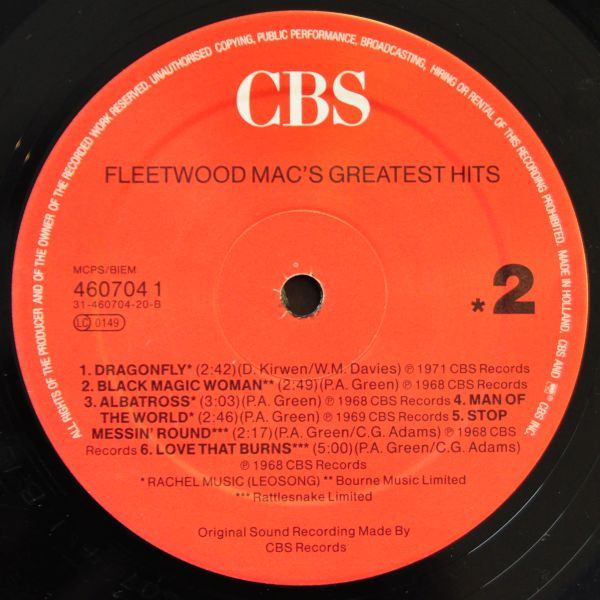 ALL RIGHTS OF THE PRODUCER AND OF THE OWNER OF THE RECORDED WORK RESERVED. UNAUTHORISED COPYING, PUBLIC PERFORMANCE, BROADCASTING, HIRING OR RENTAL OF THIS RECORDING PROHIBITED. MADE IN HOLLAND. CBS AND CBS INC.
CBS
FLEETWOOD MAC'S GREATEST HITS
MCPS/BIEM
460704 1
31-460704-20-B
LC 0149
*2
1. DRAGONFLY* (2:42)(D. Kirwen/W.M. Davies) ℗ 1971 CBS Records
2. BLACK MAGIC WOMAN** (2:49)(P.A. Green) ℗ 1968 CBS Records
3. ALBATROSS* (3:03)(P.A. Green) ℗ 1968 CBS Records 4. MAN OF
THE WORLD* (2:46)(P.A. Green) ℗ 1969 CBS Records 5. STOP
MESSIN' ROUND*** (2:17)(P.A. Green/C.G. Adams) ℗ 1968 CBS
Records 6. LOVE THAT BURNS*** (5:00)(P.A. Green/C.G. Adams)
℗ 1968 CBS Records
* RACHEL MUSIC (LEOSONG) ** Bourne Music Limited
*** Rattlesnake Limited
Original Sound Recording Made By
CBS Records